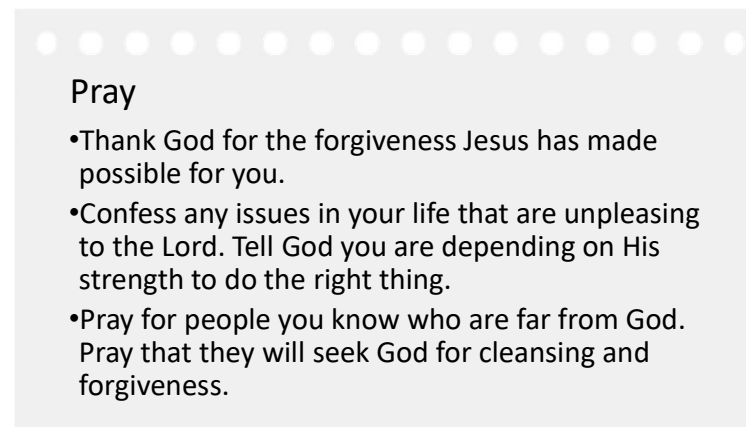 Pray
•Thank God for the forgiveness Jesus has made
possible for you.
•Confess any issues in your life that are unpleasing
to the Lord. Tell God you are depending on His
strength to do the right thing.
•Pray for people you know who are far from God.
Pray that they will seek God for cleansing and
forgiveness.